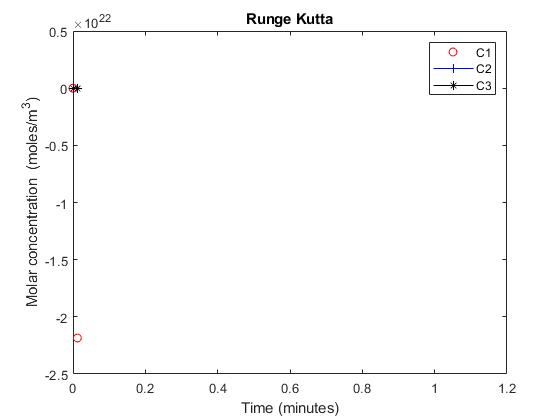 Runge Kutta
×10^22
0.5
0
-0.5
-1
-1.5
-2
-2.5
0 0.2 0.4 0.6 0.8 1 1.2
Time (minutes)
Molar concentration (moles/m^3)
C1
C2
C3